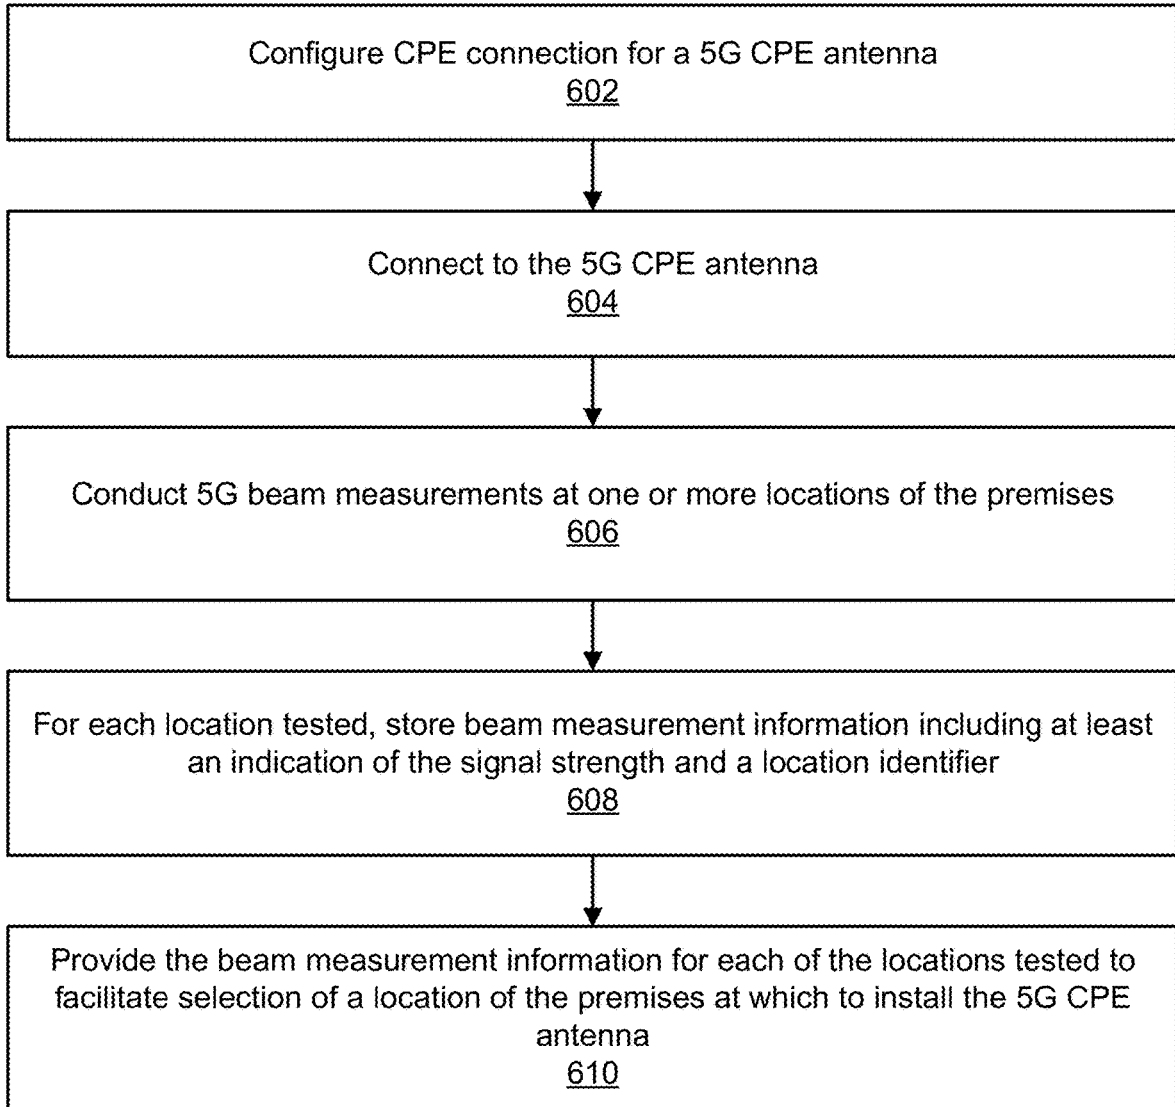 Configure CPE connection for a 5G CPE antenna
602
Connect to the 5G CPE antenna
604
Conduct 5G beam measurements at one or more locations of the premises
606
For each location tested, store beam measurement information including at least
an indication of the signal strength and a location identifier
608
Provide the beam measurement information for each of the locations tested to
facilitate selection of a location of the premises at which to install the 5G CPE
antenna
610